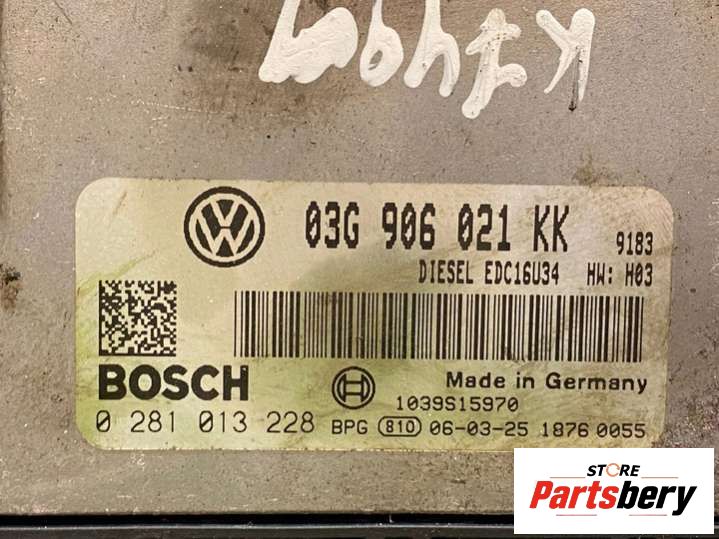 03G 906 021 KK 9183
DIESEL EDC16U34 HW: H03
BOSCH
Made in Germany
1039S15970
0 281 013 228 BPG 810 06-03-25 1876 0055
STORE
Partsbery